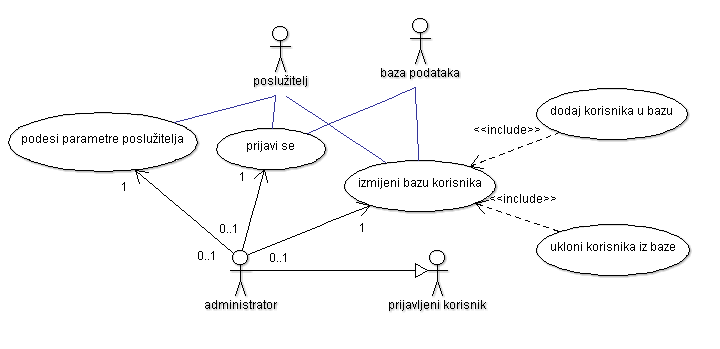 poslužitelj
baza podataka
dodaj korisnika u bazu
<<include>>
podesi parametre poslužitelja
prijavi se
izmijeni bazu korisnika
1
1
<<include>>
1
0..1
0..1
0..1
ukloni korisnika iz baze
administrator
prijavljeni korisnik